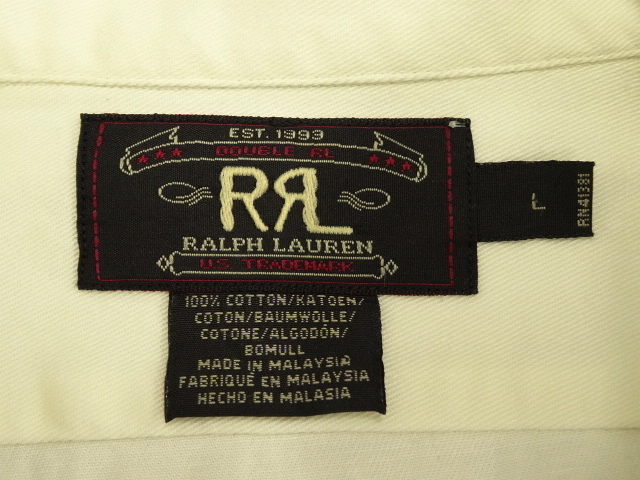 EST. 1993
★★★ DOUBLE RL ★★★
RRL
RALPH LAUREN
U.S. TRADEMARK
L
RN41381
100% COTTON/KATOEN/
COTON/BAUMWOLLE/
COTONE/ALGODÓN/
BOMULL
MADE IN MALAYSIA
FABRIQUÉ EN MALAYSIA
HECHO EN MALASIA